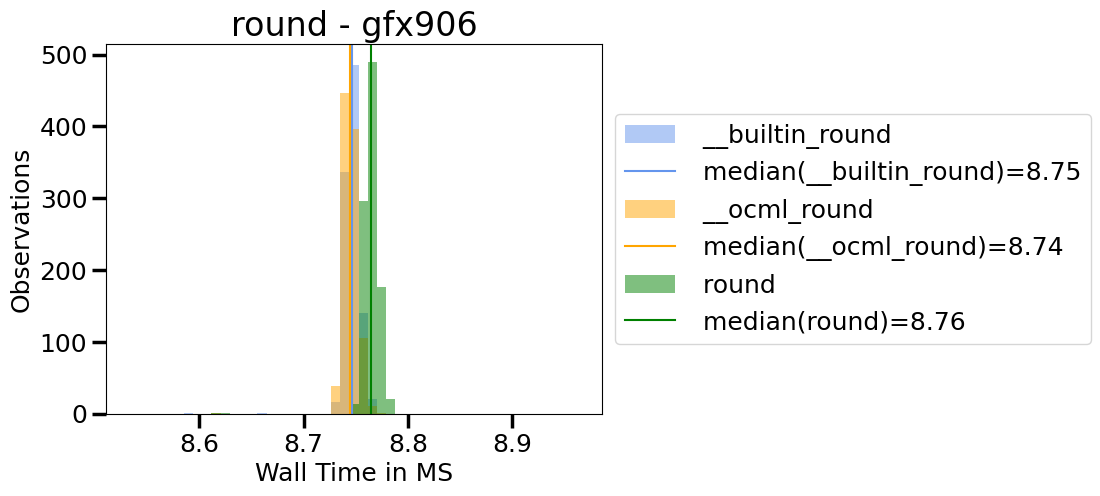 round - gfx906
500
400
300
200
100
0
Observations
8.6
8.7
8.8
8.9
Wall Time in MS
__builtin_round
median(__builtin_round)=8.75
__ocml_round
median(__ocml_round)=8.74
round
median(round)=8.76